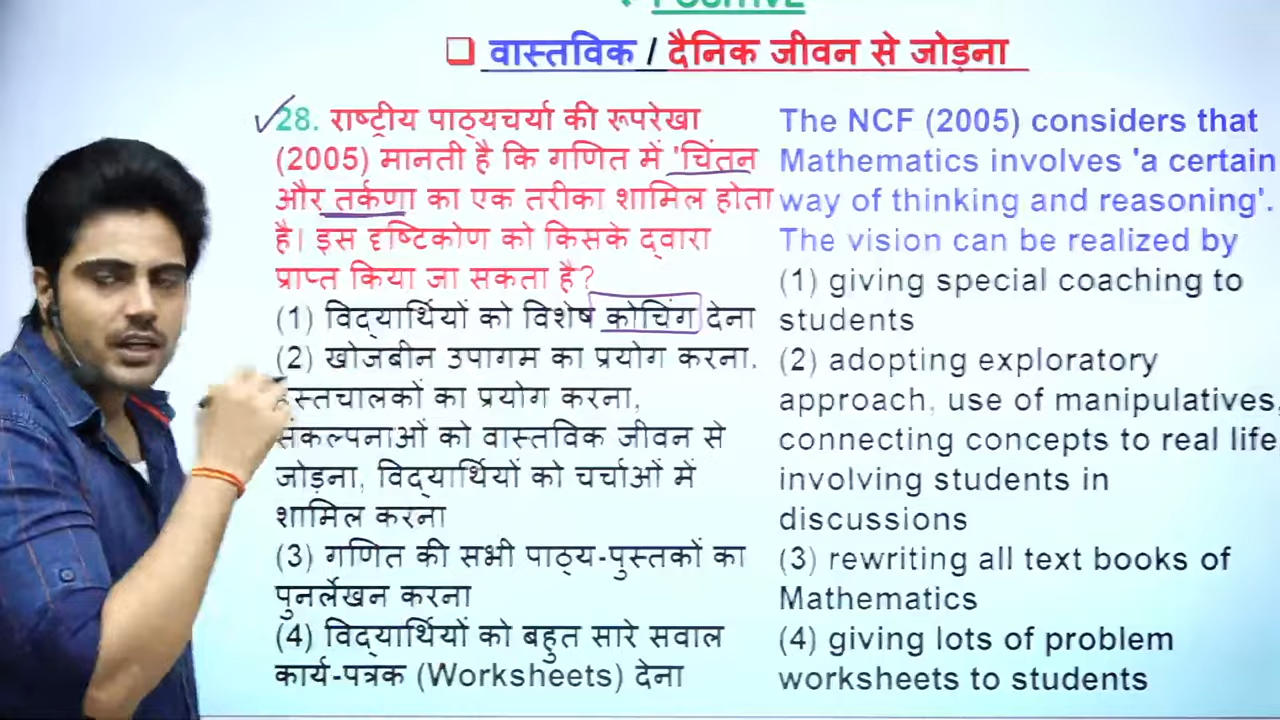 POSITIVE
वास्तविक / दैनिक जीवन से जोड़ना
28. राष्ट्रीय पाठ्यचर्या की रूपरेखा
(2005) मानती है कि गणित में 'चिंतन
और तर्कणा का एक तरीका शामिल होता
है। इस दृष्टिकोण को किसके द्वारा
प्राप्त किया जा सकता है?
(1) विद्यार्थियों को विशेष कोचिंग देना
(2) खोजबीन उपागम का प्रयोग करना.
हस्तचालकों का प्रयोग करना,
संकल्पनाओं को वास्तविक जीवन से
जोड़ना, विद्यार्थियों को चर्चाओं में
शामिल करना
(3) गणित की सभी पाठ्य-पुस्तकों का
पुनर्लेखन करना
(4) विद्यार्थियों को बहुत सारे सवाल
कार्य-पत्रक (Worksheets) देना
The NCF (2005) considers that
Mathematics involves 'a certain
way of thinking and reasoning'.
The vision can be realized by
(1) giving special coaching to
students
(2) adopting exploratory
approach, use of manipulatives,
connecting concepts to real life,
involving students in
discussions
(3) rewriting all text books of
Mathematics
(4) giving lots of problem
worksheets to students